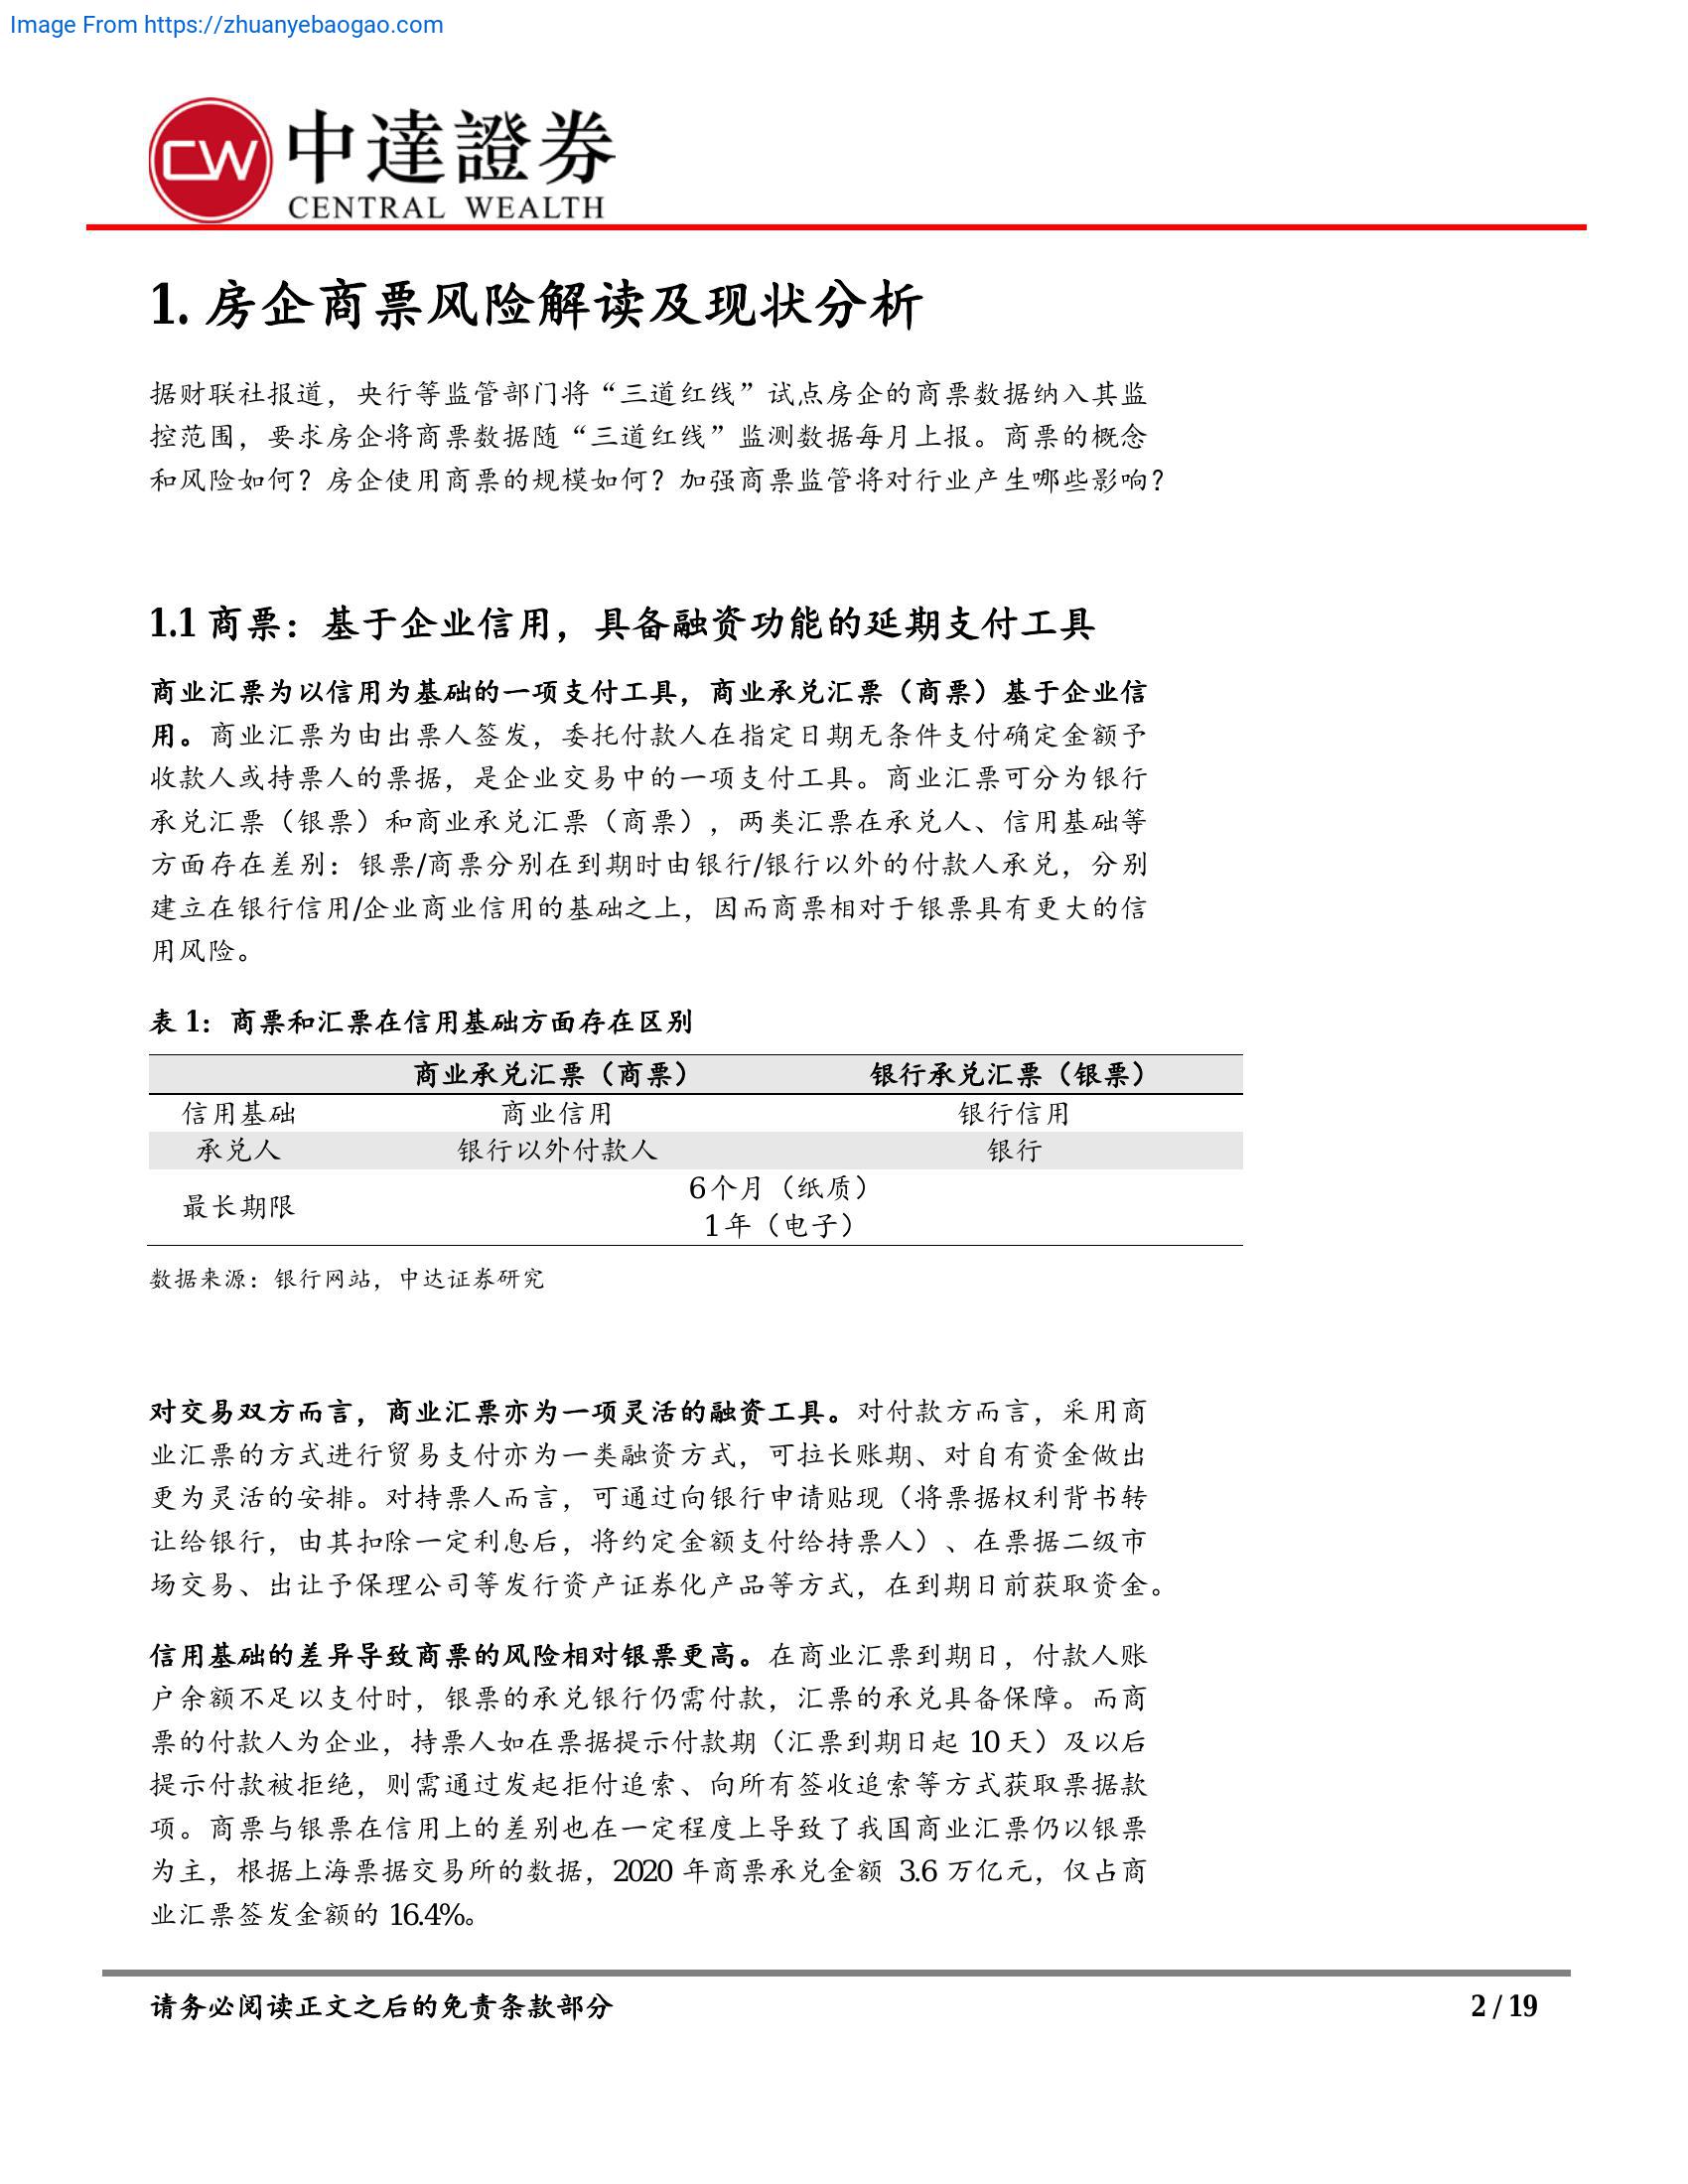 Image From https://zhuanyebaogao.com
CW
中達證券
CENTRAL WEALTH
1. 房企商票风险解读及现状分析
据财联社报道，央行等监管部门将“三道红线”试点房企的商票数据纳入其监
控范围，要求房企将商票数据随“三道红线”监测数据每月上报。商票的概念
和风险如何？房企使用商票的规模如何？加强商票监管将对行业产生哪些影响？
1.1 商票：基于企业信用，具备融资功能的延期支付工具
商业汇票为以信用为基础的一项支付工具，商业承兑汇票（商票）基于企业信
用。商业汇票为由出票人签发，委托付款人在指定日期无条件支付确定金额予
收款人或持票人的票据，是企业交易中的一项支付工具。商业汇票可分为银行
承兑汇票（银票）和商业承兑汇票（商票），两类汇票在承兑人、信用基础等
方面存在差别：银票/商票分别在到期时由银行/银行以外的付款人承兑，分别
建立在银行信用/企业商业信用的基础之上，因而商票相对于银票具有更大的信
用风险。
表 1：商票和汇票在信用基础方面存在区别
商业承兑汇票（商票） 银行承兑汇票（银票）
信用基础 商业信用 银行信用
承兑人 银行以外付款人 银行
最长期限 6 个月（纸质）
1 年（电子）
数据来源：银行网站，中达证券研究
对交易双方而言，商业汇票亦为一项灵活的融资工具。对付款方而言，采用商
业汇票的方式进行贸易支付亦为一类融资方式，可拉长账期、对自有资金做出
更为灵活的安排。对持票人而言，可通过向银行申请贴现（将票据权利背书转
让给银行，由其扣除一定利息后，将约定金额支付给持票人）、在票据二级市
场交易、出让予保理公司等发行资产证券化产品等方式，在到期日前获取资金。
信用基础的差异导致商票的风险相对银票更高。在商业汇票到期日，付款人账
户余额不足以支付时，银票的承兑银行仍需付款，汇票的承兑具备保障。而商
票的付款人为企业，持票人如在票据提示付款期（汇票到期日起 10 天）及以后
提示付款被拒绝，则需通过发起拒付追索、向所有签收追索等方式获取票据款
项。商票与银票在信用上的差别也在一定程度上导致了我国商业汇票仍以银票
为主，根据上海票据交易所的数据，2020 年商票承兑金额 3.6 万亿元，仅占商
业汇票签发金额的 16.4%。
请务必阅读正文之后的免责条款部分 2 / 19